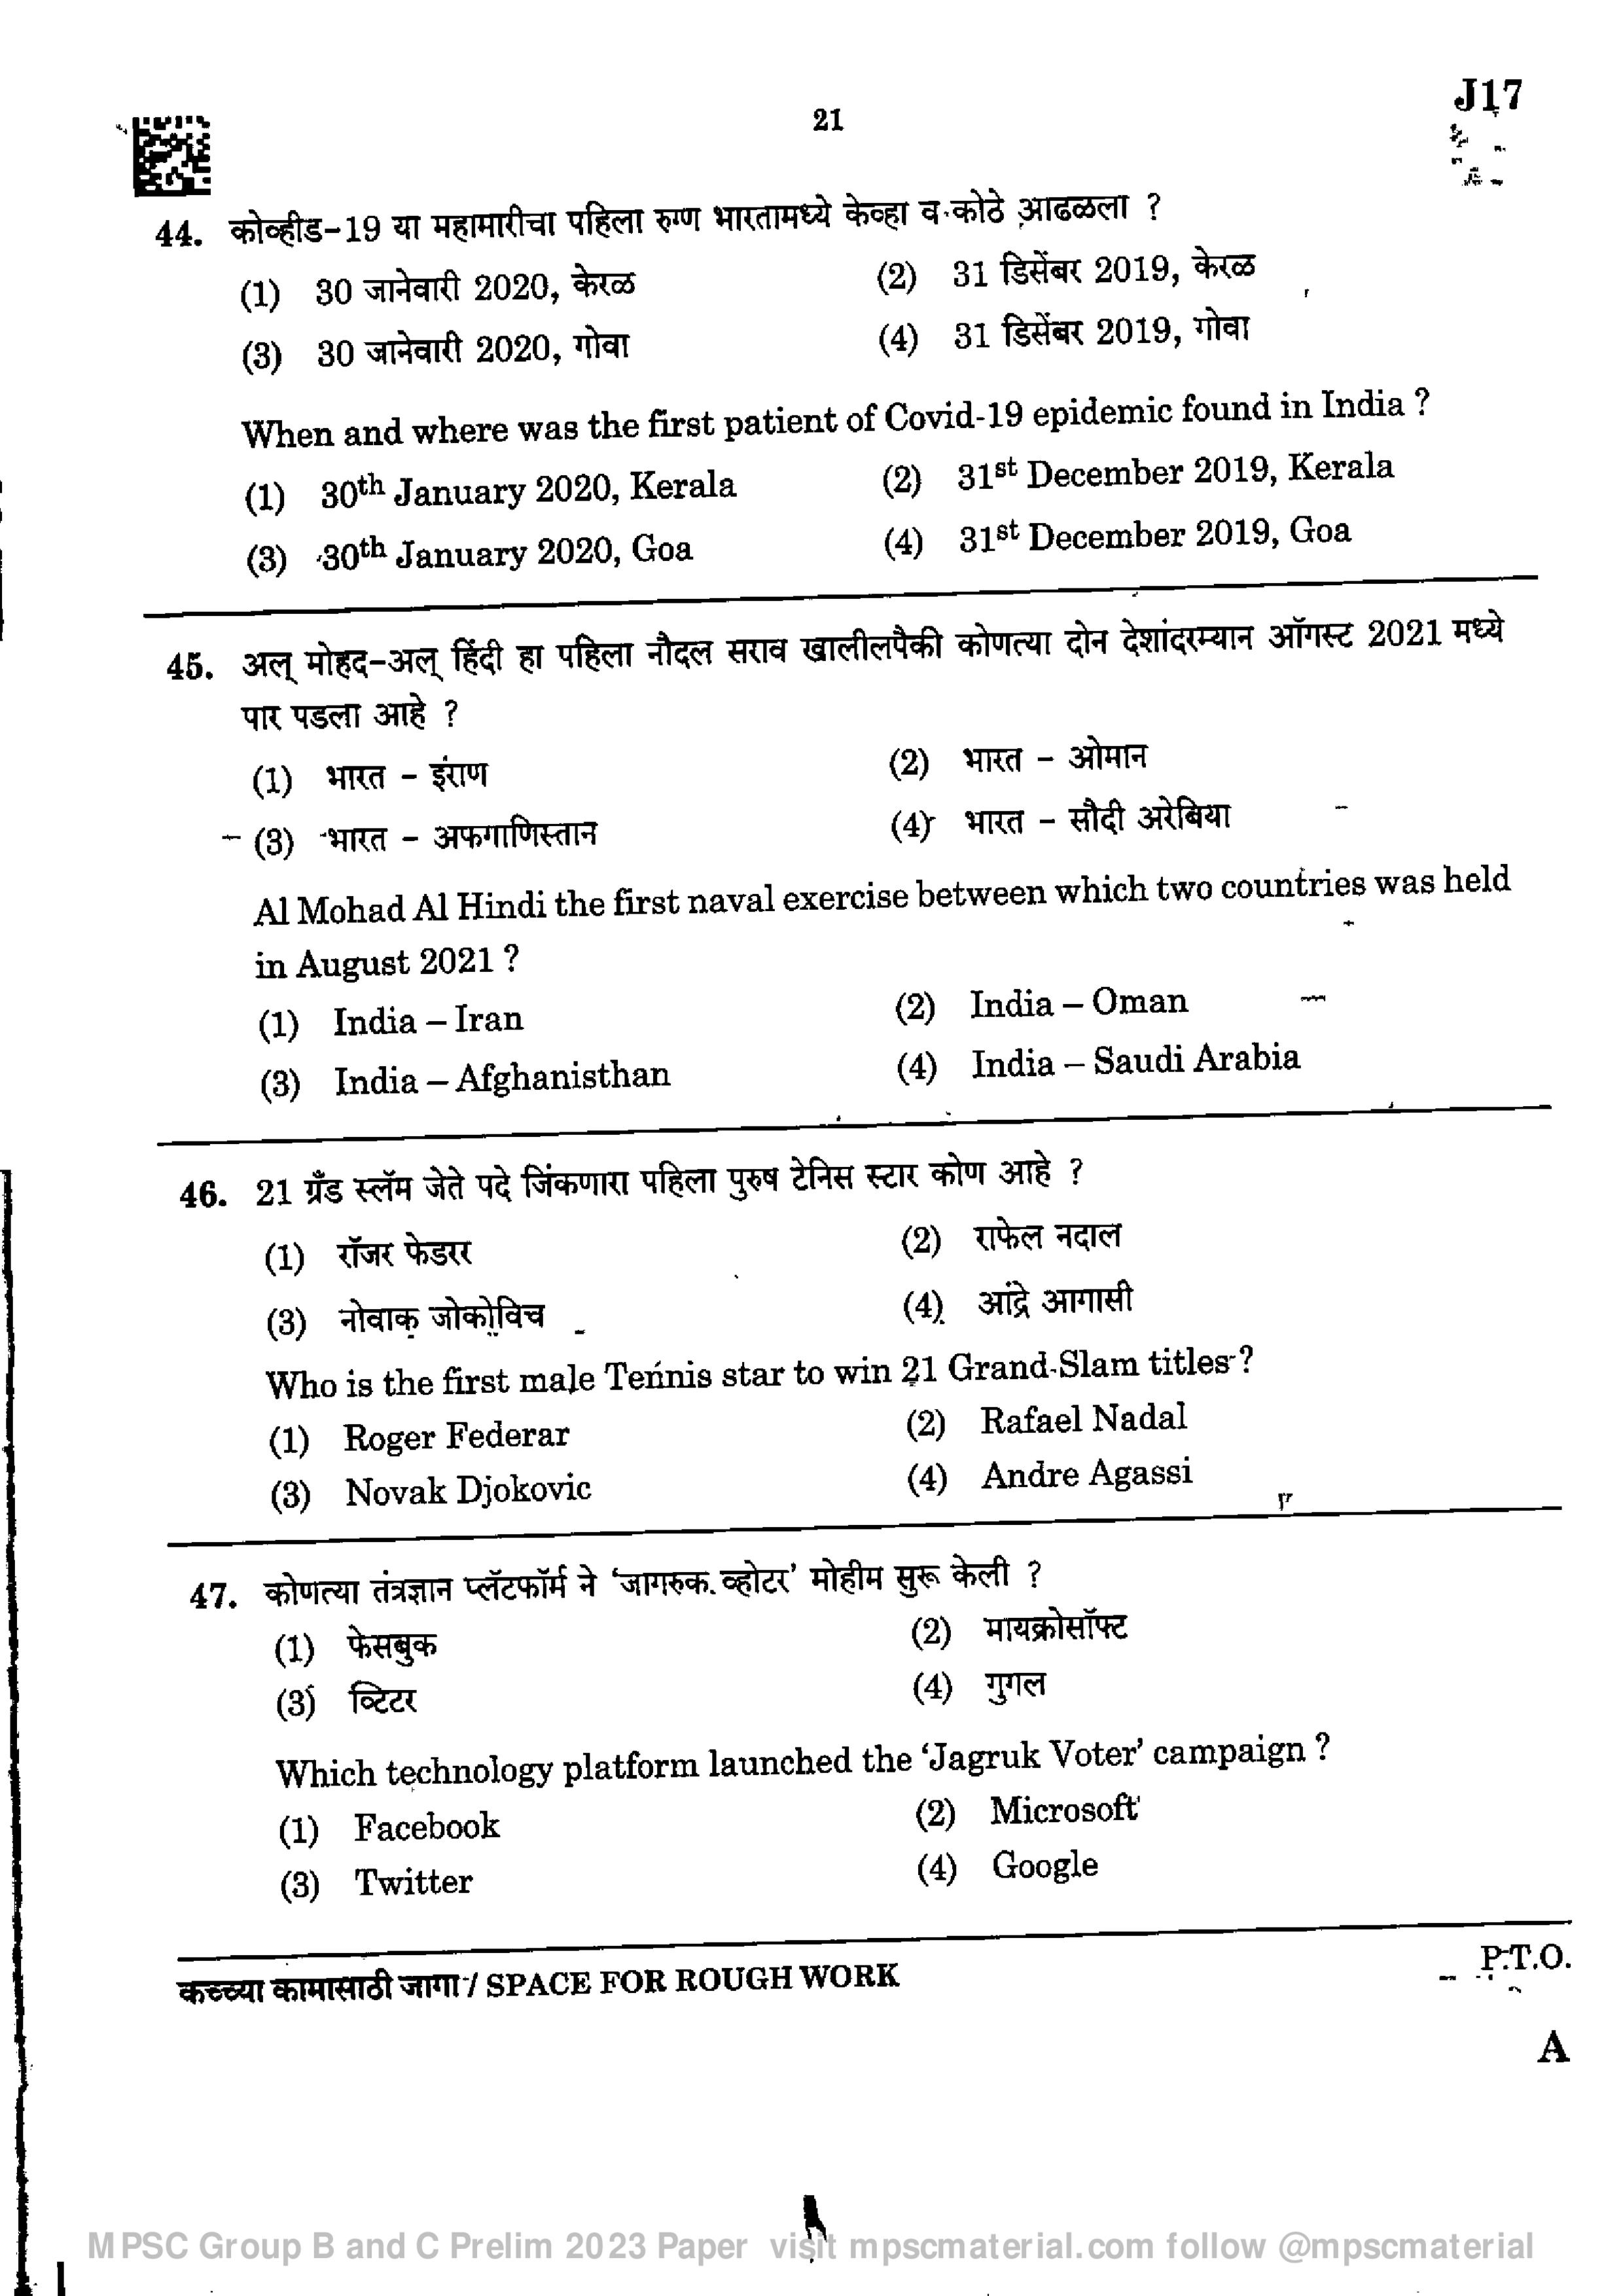 J17
21
44. कोव्हीड-19 या महामारीचा पहिला रुग्ण भारतामध्ये केव्हा व कोठे आढळला ?
(1) 30 जानेवारी 2020, केरळ (2) 31 डिसेंबर 2019, केरळ
(3) 30 जानेवारी 2020, गोवा (4) 31 डिसेंबर 2019, गोवा
When and where was the first patient of Covid-19 epidemic found in India ?
(1) 30th January 2020, Kerala (2) 31st December 2019, Kerala
(3) 30th January 2020, Goa (4) 31st December 2019, Goa
45. अल् मोहद-अल् हिंदी हा पहिला नौदल सराव खालीलपैकी कोणत्या दोन देशांदरम्यान ऑगस्ट 2021 मध्ये
पार पडला आहे ?
(1) भारत - इराण (2) भारत - ओमान
(3) भारत - अफगाणिस्तान (4) भारत - सौदी अरेबिया
Al Mohad Al Hindi the first naval exercise between which two countries was held
in August 2021 ?
(1) India – Iran (2) India – Oman
(3) India – Afghanisthan (4) India – Saudi Arabia
46. 21 ग्रँड स्लॅम जेते पदे जिंकणारा पहिला पुरुष टेनिस स्टार कोण आहे ?
(1) रॉजर फेडरर (2) राफेल नदाल
(3) नोवाक जोकोविच (4) आंद्रे आगासी
Who is the first male Tennis star to win 21 Grand-Slam titles ?
(1) Roger Federar (2) Rafael Nadal
(3) Novak Djokovic (4) Andre Agassi
47. कोणत्या तंत्रज्ञान प्लॅटफॉर्म ने ‘जागरुक व्होटर’ मोहीम सुरू केली ?
(1) फेसबुक (2) मायक्रोसॉफ्ट
(3) व्टिटर (4) गुगल
Which technology platform launched the ‘Jagruk Voter’ campaign ?
(1) Facebook (2) Microsoft
(3) Twitter (4) Google
कच्च्या कामासाठी जागा / SPACE FOR ROUGH WORK
P.T.O.
A
MPSC Group B and C Prelim 2023 Paper visit mpscmaterial.com follow @mpscmaterial